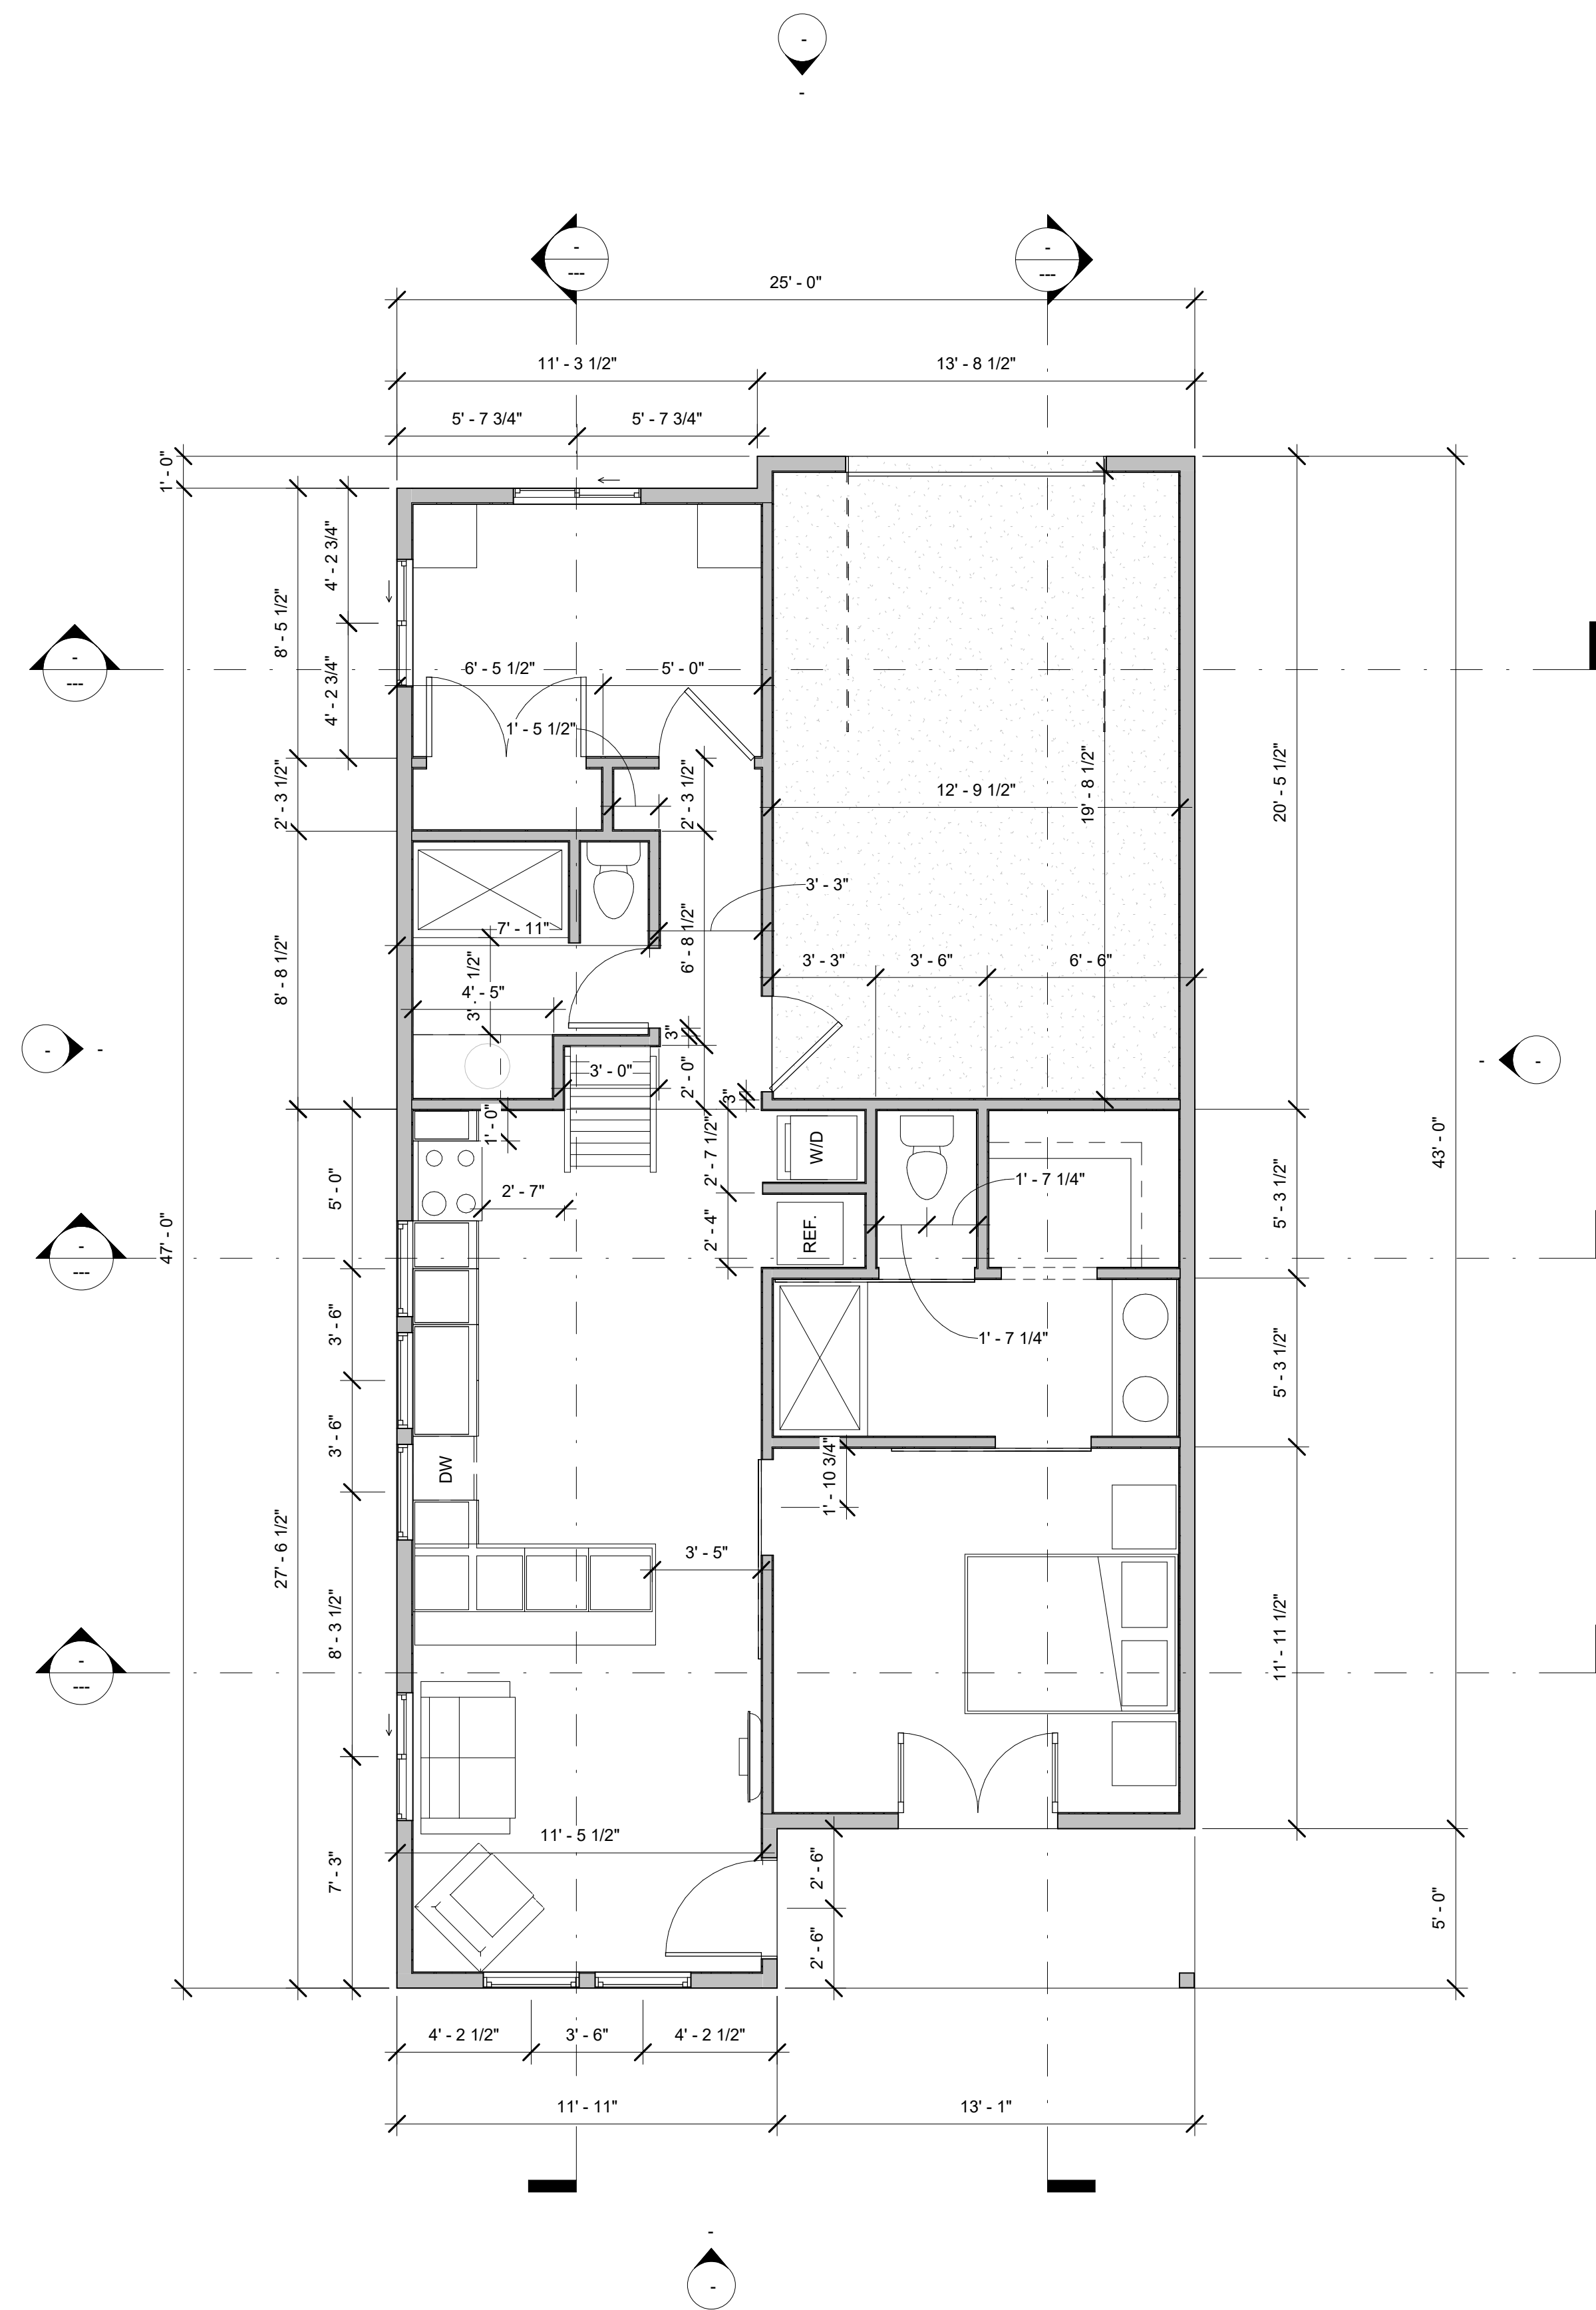 -
-
-
---
-
---
25' - 0"
11' - 3 1/2"
13' - 8 1/2"
5' - 7 3/4"
5' - 7 3/4"
1' - 0"
4' - 2 3/4"
8' - 5 1/2"
4' - 2 3/4"
-
---
6' - 5 1/2"
5' - 0"
1' - 5 1/2"
2' - 3 1/2"
2' - 3 1/2"
12' - 9 1/2"
19' - 8 1/2"
20' - 5 1/2"
3' - 3"
7' - 11"
8' - 8 1/2"
6' - 8 1/2"
3' - 3"
3' - 6"
6' - 6"
4' - 5"
3"
-
-
-
-
3' - 0"
2' - 0"
3"
1' - 0"
2' - 7 1/2"
W/D
43' - 0"
5' - 0"
2' - 7"
1' - 7 1/4"
5' - 3 1/2"
47' - 0"
-
---
2' - 4"
REF.
3' - 6"
1' - 7 1/4"
5' - 3 1/2"
3' - 6"
DW
1' - 10 3/4"
27' - 6 1/2"
3' - 5"
8' - 3 1/2"
11' - 11 1/2"
-
---
11' - 5 1/2"
7' - 3"
2' - 6"
2' - 6"
5' - 0"
4' - 2 1/2"
3' - 6"
4' - 2 1/2"
11' - 11"
13' - 1"
-
-